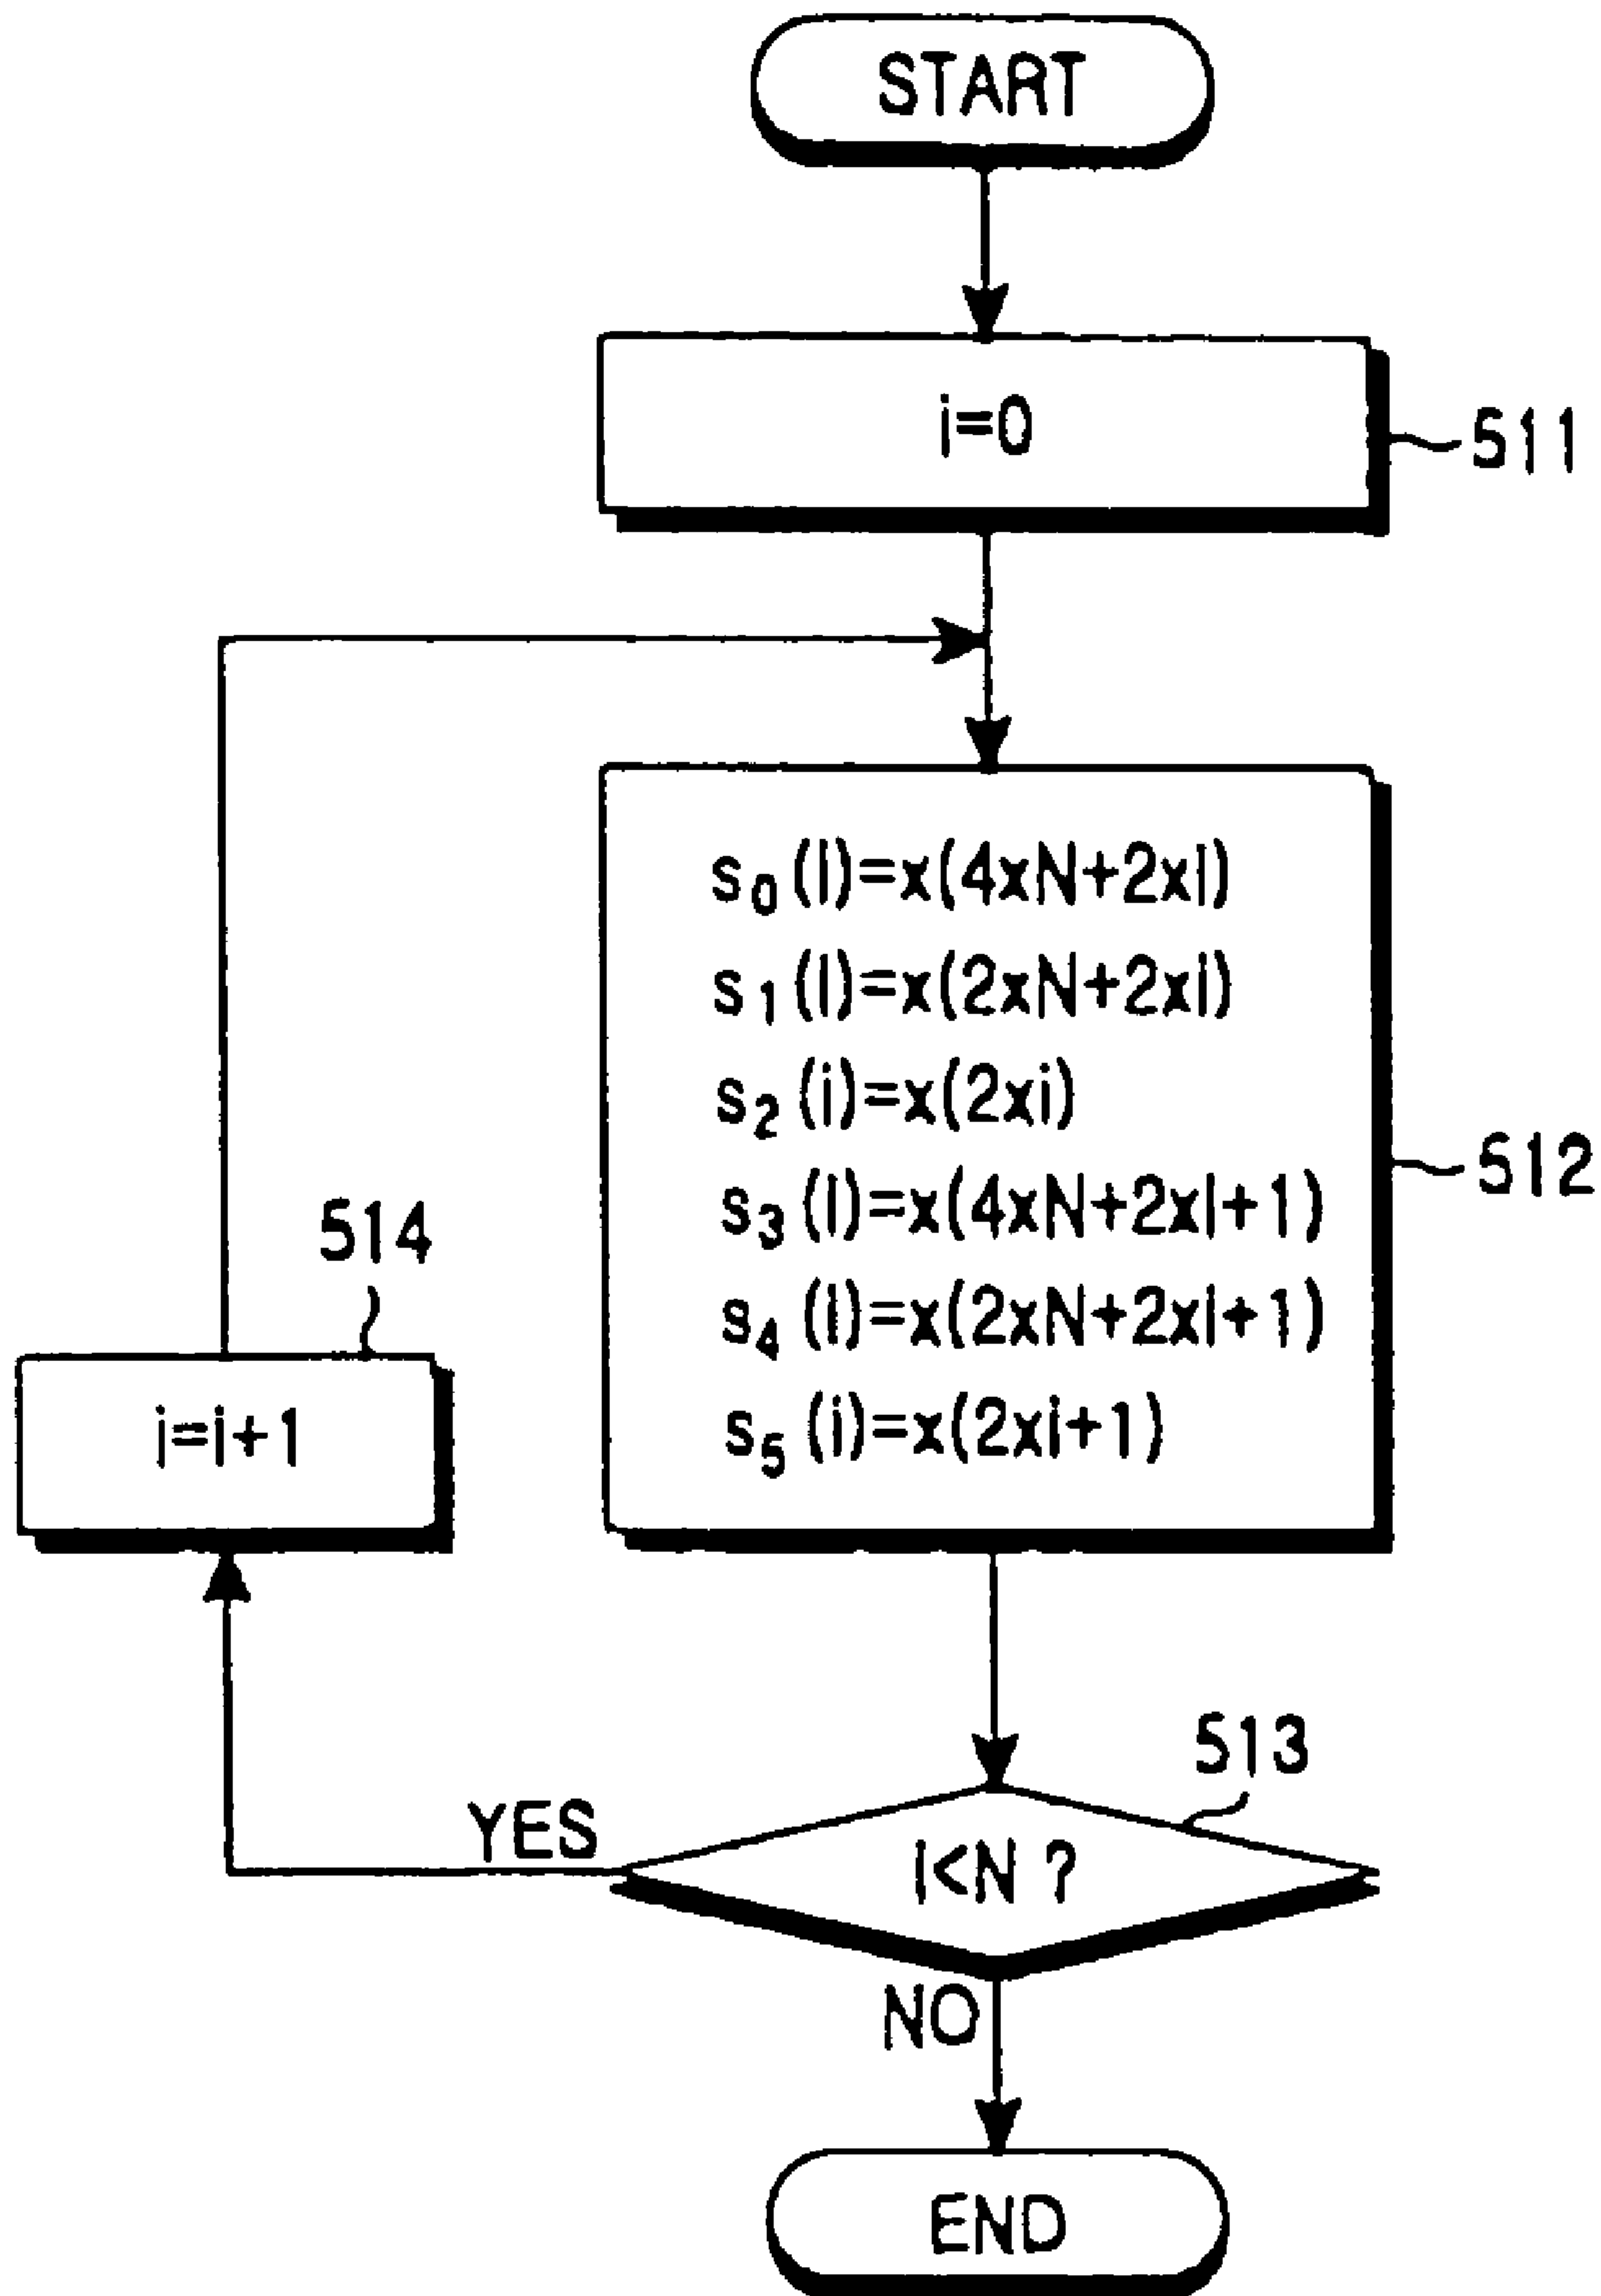 START
i=0
511
s0 (i)=x(4xN+2xi)
s1 (i)=x(2xN+2xi)
s2 (i)=x(2xi)
s3 (i)=x(4xN+2xi+1)
s4 (i)=x(2xN+2xi+1)
s5 (i)=x(2xi+1)
512
514
i=i+1
513
YES
i<N ?
NO
END